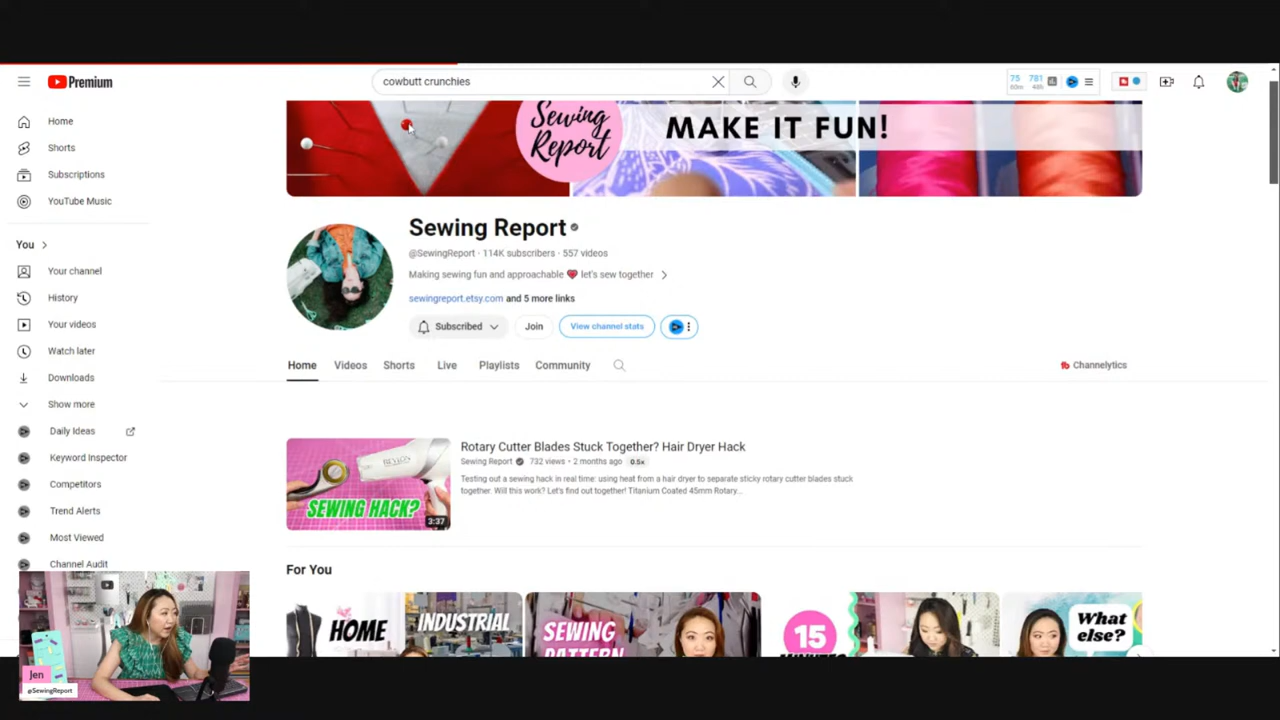 Premium
cowbutt crunchies
75 781
60m 48h
Home
Shorts
Subscriptions
YouTube Music
You
Your channel
History
Your videos
Watch later
Downloads
Show more
Daily Ideas
Keyword Inspector
Competitors
Trend Alerts
Most Viewed
Channel Audit
Sewing
Report
MAKE IT FUN!
Sewing Report
@SewingReport · 114K subscribers · 557 videos
Making sewing fun and approachable ❤ let's sew together
sewingreport.etsy.com and 5 more links
Subscribed Join View channel stats
Home Videos Shorts Live Playlists Community Channelytics
SEWING HACK?
3:37
Rotary Cutter Blades Stuck Together? Hair Dryer Hack
Sewing Report 732 views • 2 months ago 0.5x
Testing out a sewing hack in real time: using heat from a hair dryer to separate sticky rotary cutter blades stuck
together. Will this work? Let's find out together! Titanium Coated 45mm Rotary...
For You
HOME INDUSTRIAL
SEWING
PATTERN
15
MINUTES
What
else?
Jen
@SewingReport